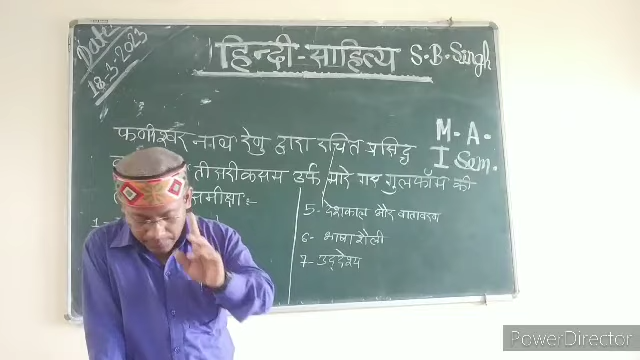 Date:
18-3-2023
हिन्दी-साहित्य S.B. Singh
M.A.
I Sem.
फणीश्वर नाथ रेणु द्वारा रचित प्रसिद्ध
तीसरी कसम उर्फ मारे गए गुलफाम की
समीक्षा:-
1-
5- देशकाल और वातावरण
6- भाषा शैली
7- उद्देश्य
PowerDirector